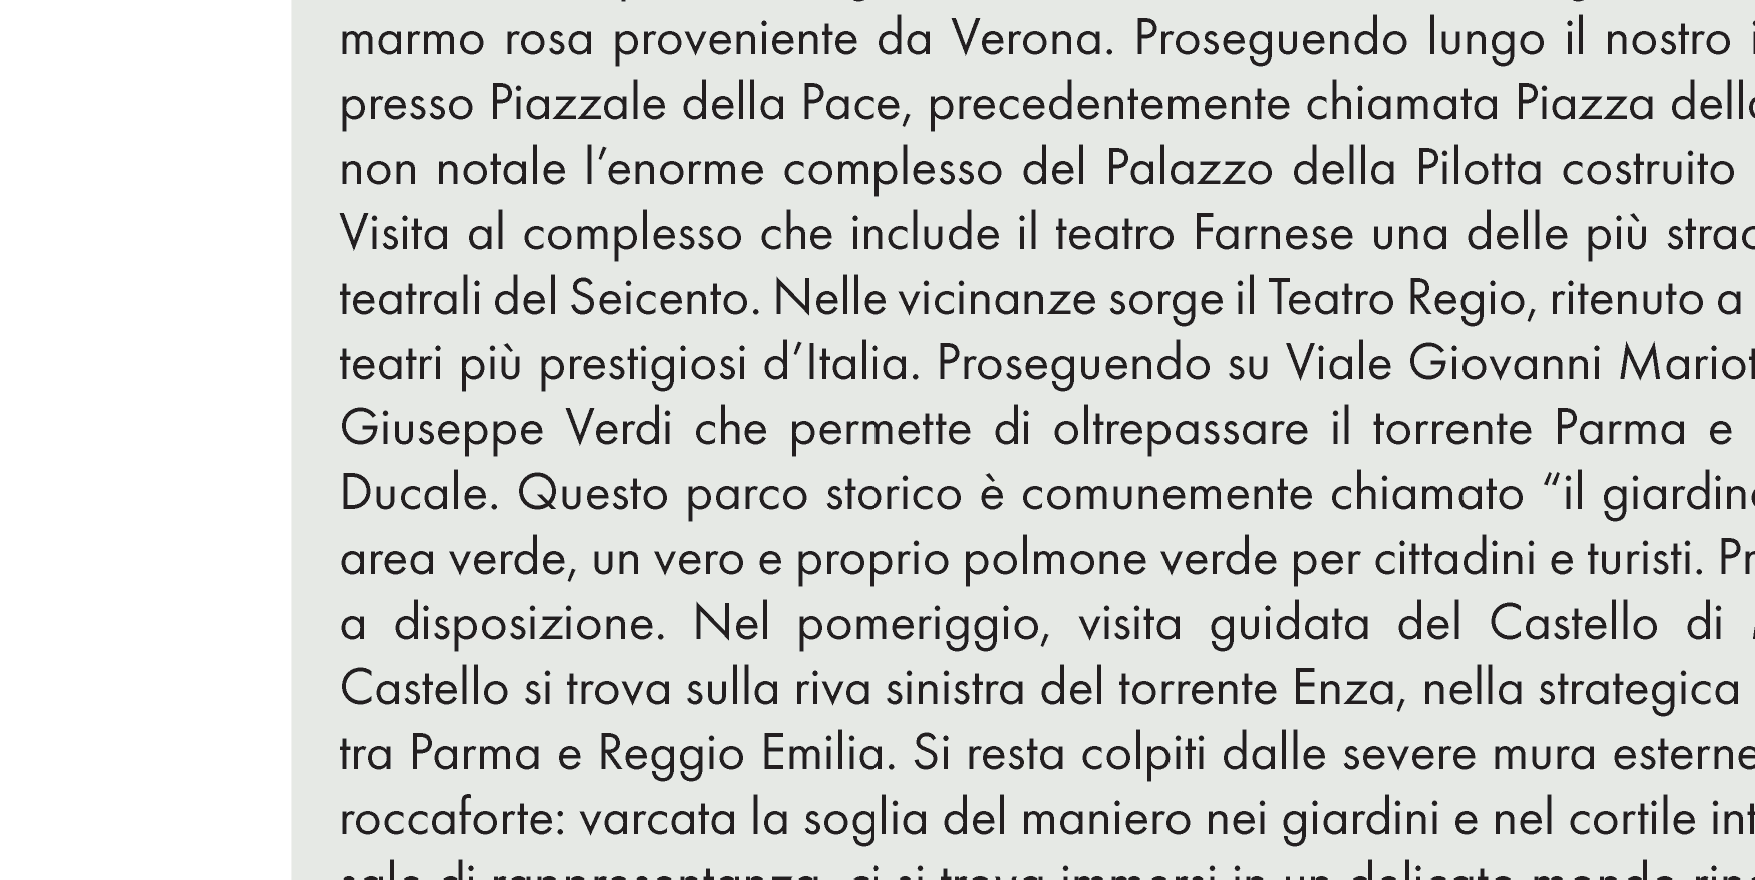 marmo rosa proveniente da Verona. Proseguendo lungo il nostro
presso Piazzale della Pace, precedentemente chiamata Piazza
non notale l’enorme complesso del Palazzo della Pilotta costruito
Visita al complesso che include il teatro Farnese una delle più
teatrali del Seicento. Nelle vicinanze sorge il Teatro Regio, ritenuto a
teatri più prestigiosi d’Italia. Proseguendo su Viale Giovanni
Giuseppe Verdi che permette di oltrepassare il torrente Parma e
Ducale. Questo parco storico è comunemente chiamato “il
area verde, un vero e proprio polmone verde per cittadini e turisti.
a disposizione. Nel pomeriggio, visita guidata del Castello di
Castello si trova sulla riva sinistra del torrente Enza, nella strategica
tra Parma e Reggio Emilia. Si resta colpiti dalle severe mura esterne
roccaforte: varcata la soglia del maniero nei giardini e nel cortile